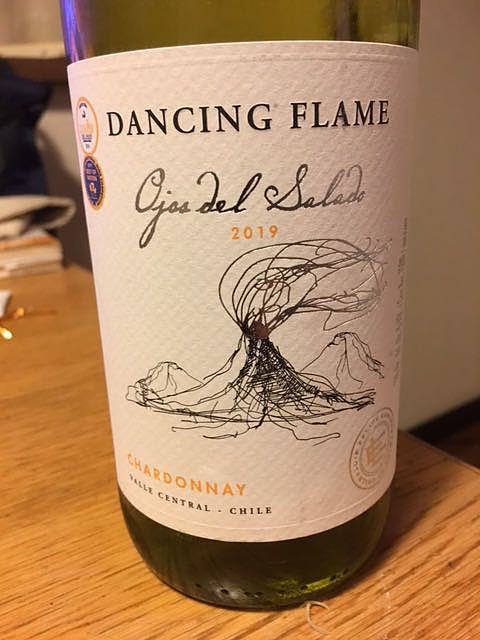 DANCING FLAME
Ojos del Salado
2019
CHARDONNAY
VALLE CENTRAL - CHILE